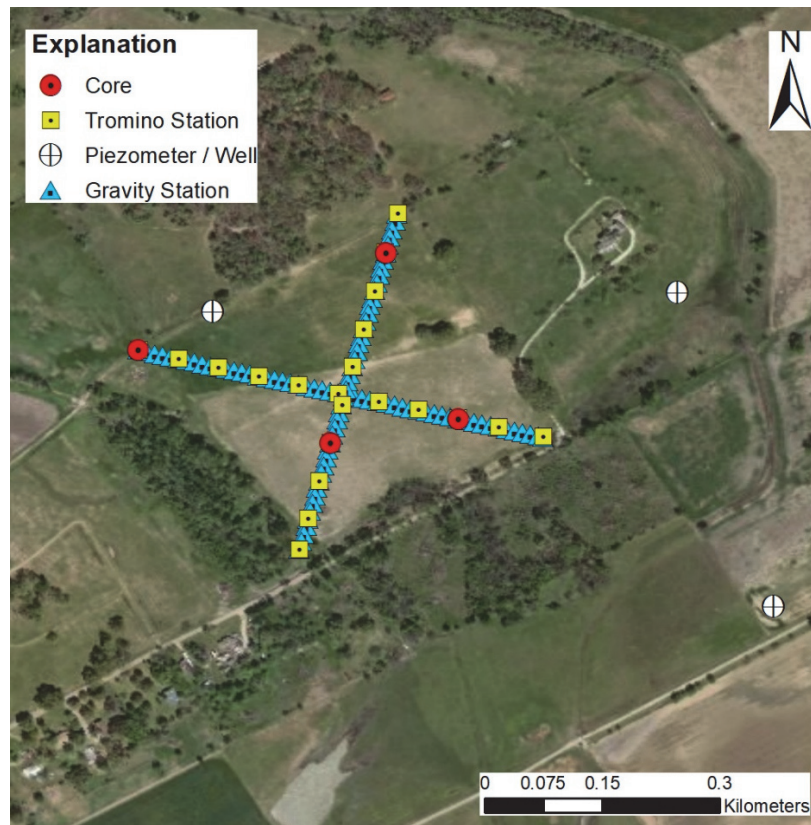 Explanation
Core
Tromino Station
Piezometer / Well
Gravity Station
N
0 0.075 0.15 0.3
Kilometers